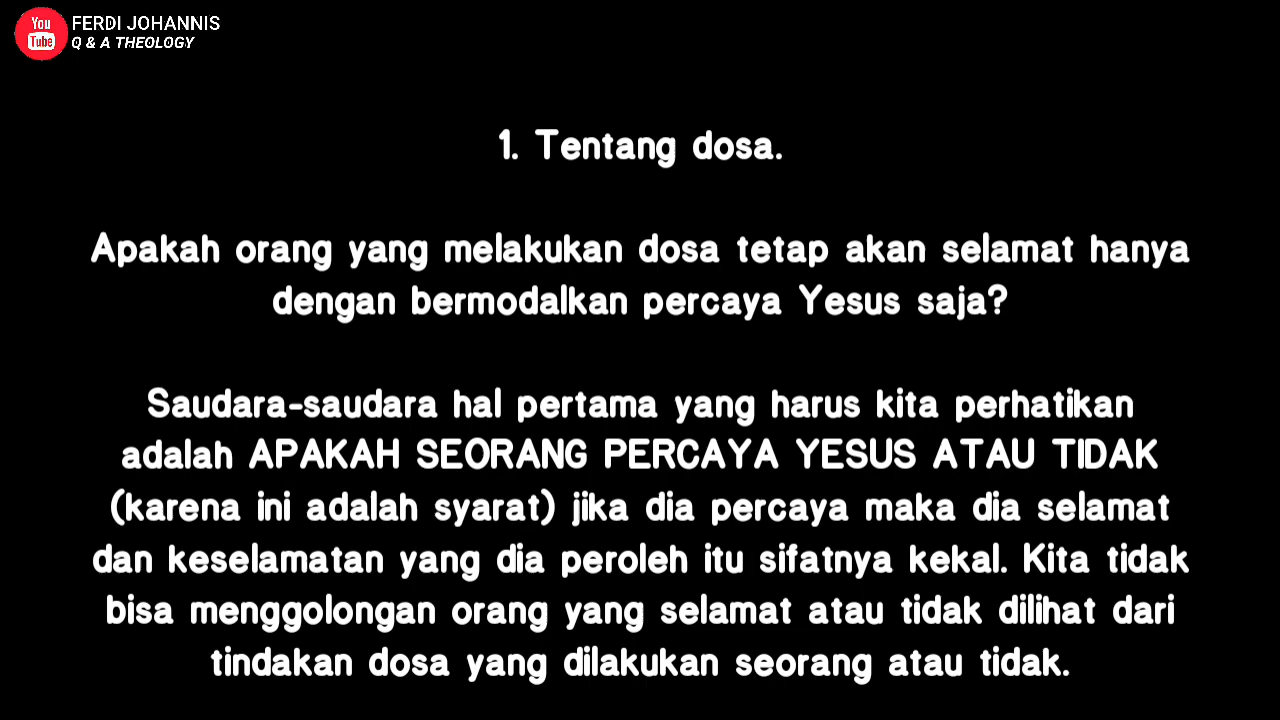 You
Tube
FERDI JOHANNIS
Q & A THEOLOGY
1. Tentang dosa.
Apakah orang yang melakukan dosa tetap akan selamat hanya
dengan bermodalkan percaya Yesus saja?
Saudara-saudara hal pertama yang harus kita perhatikan
adalah APAKAH SEORANG PERCAYA YESUS ATAU TIDAK
(karena ini adalah syarat) jika dia percaya maka dia selamat
dan keselamatan yang dia peroleh itu sifatnya kekal. Kita tidak
bisa menggolongan orang yang selamat atau tidak dilihat dari
tindakan dosa yang dilakukan seorang atau tidak.